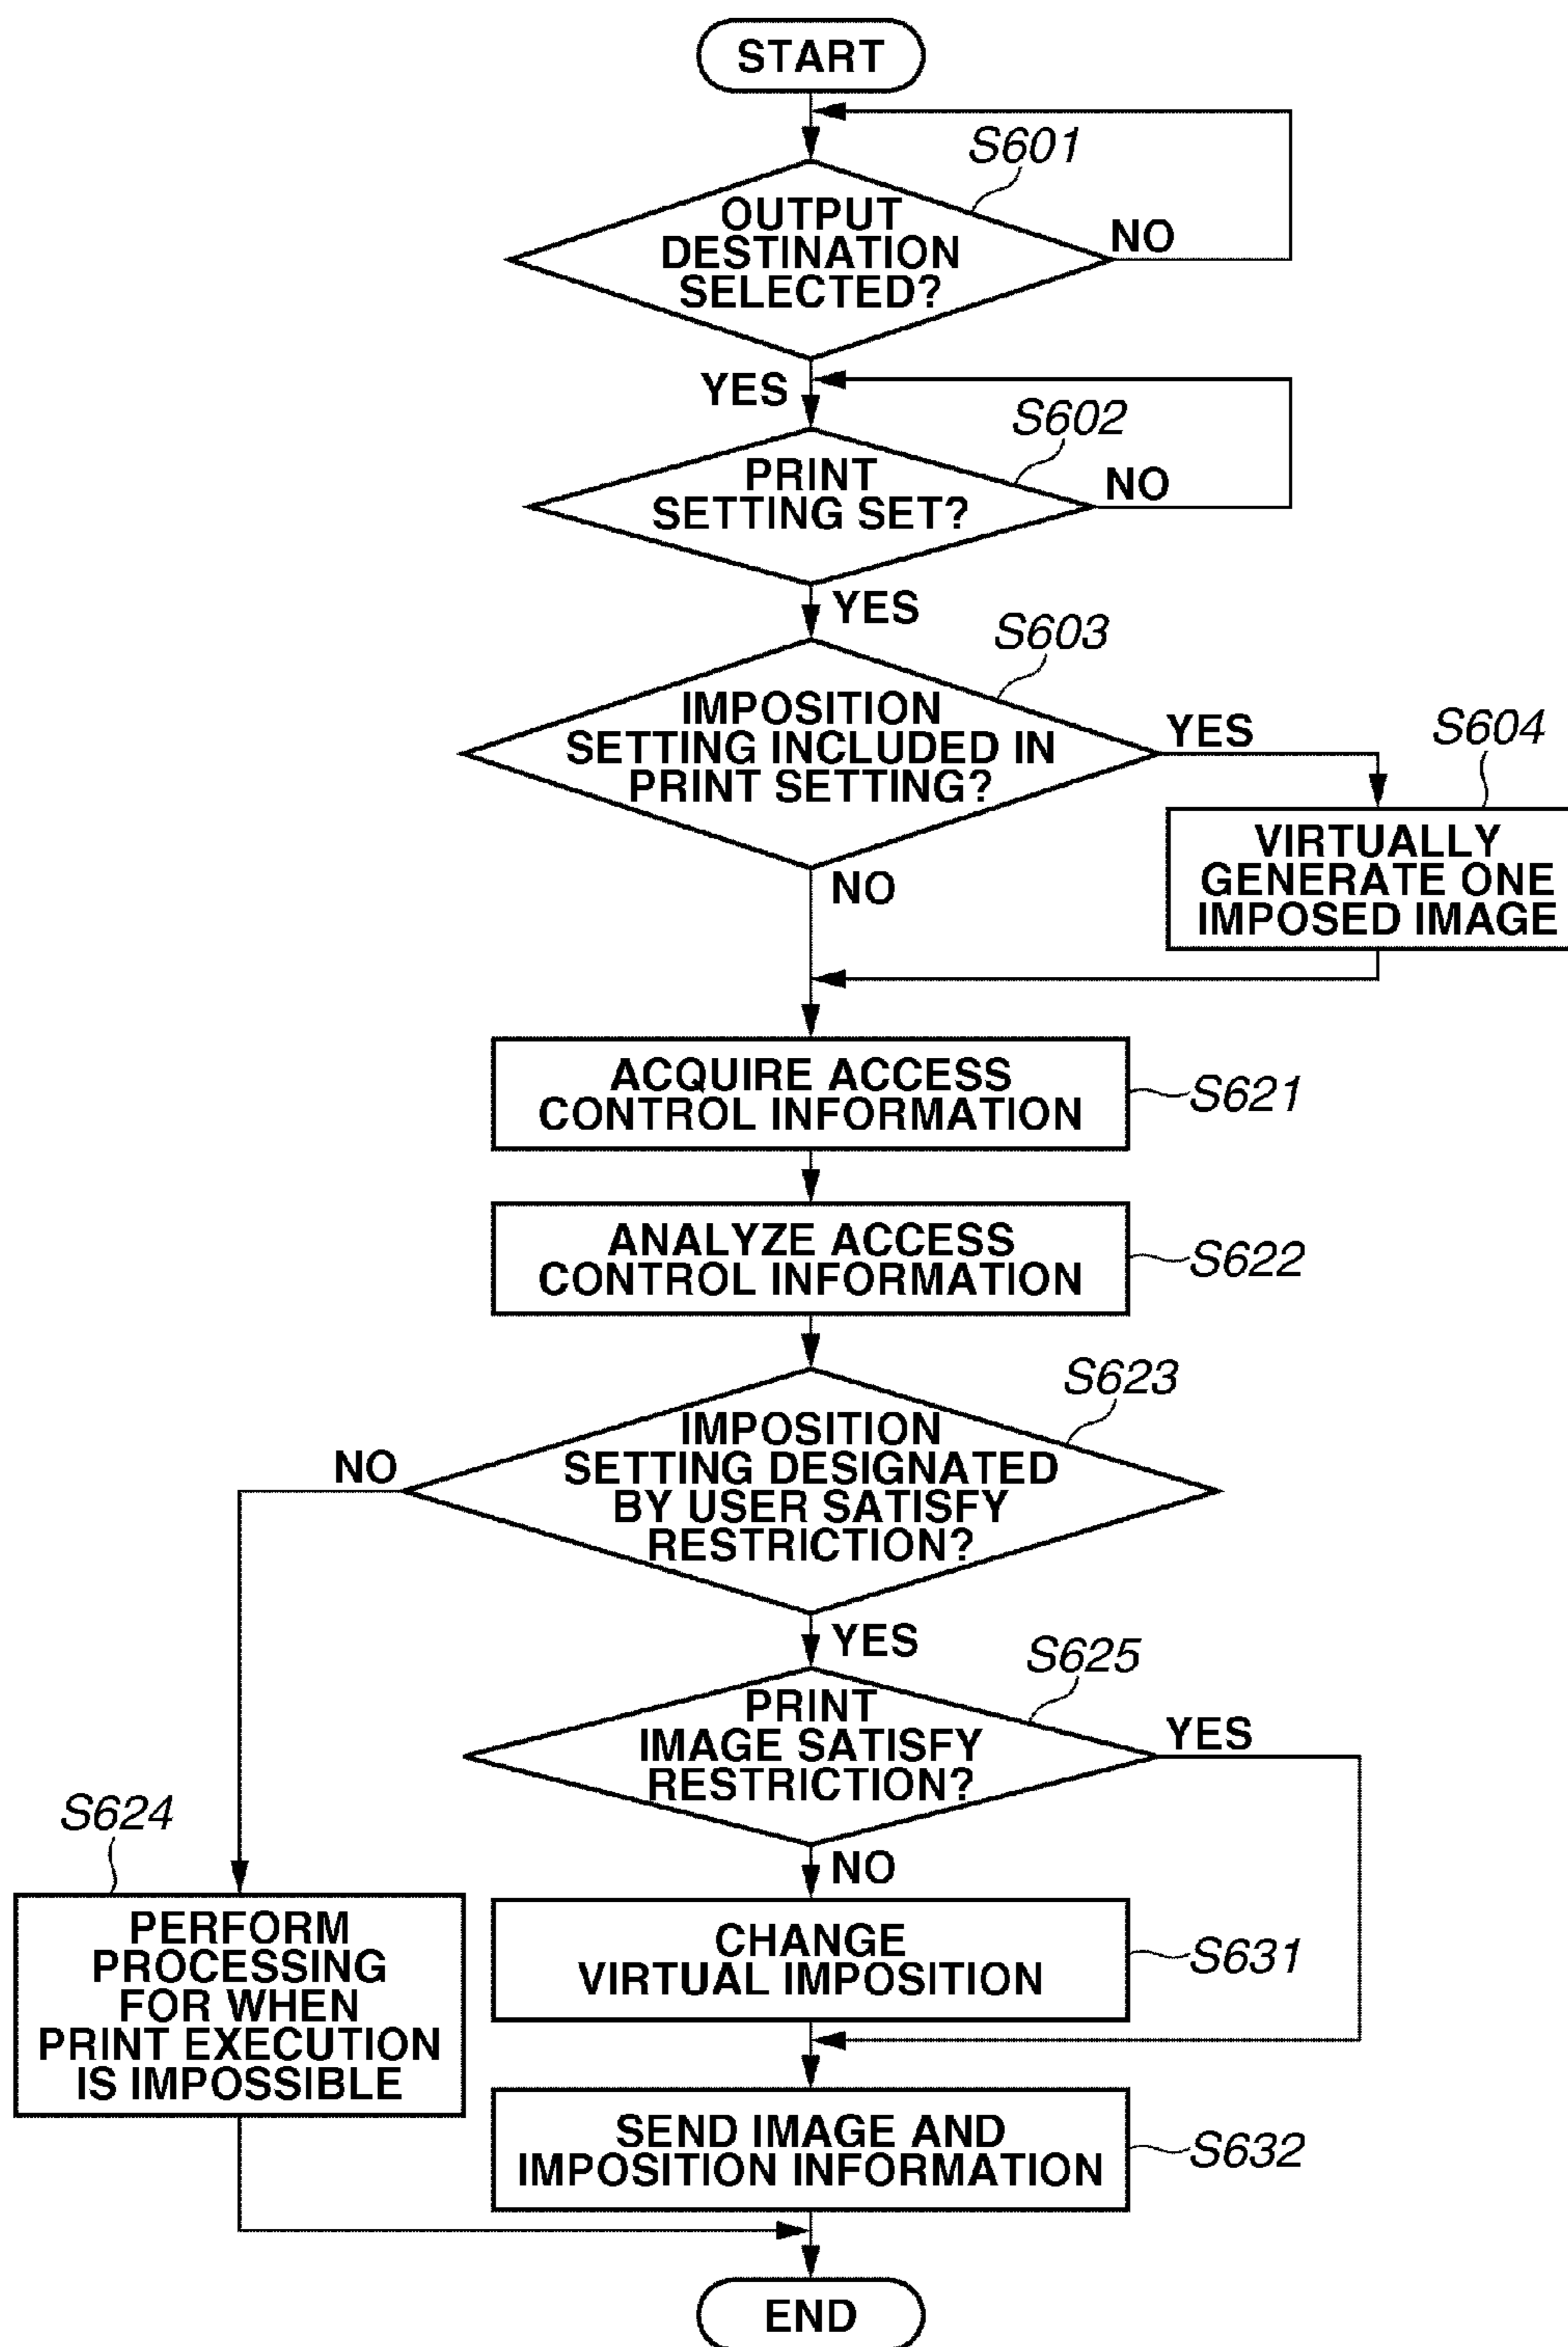 START
S601
OUTPUT
DESTINATION
SELECTED?
NO
YES
S602
PRINT
SETTING SET?
NO
YES
S603
IMPOSITION
SETTING INCLUDED IN
PRINT SETTING?
YES
S604
VIRTUALLY
GENERATE ONE
IMPOSED IMAGE
NO
ACQUIRE ACCESS
CONTROL INFORMATION
S621
ANALYZE ACCESS
CONTROL INFORMATION
S622
S623
IMPOSITION
SETTING DESIGNATED
BY USER SATISFY
RESTRICTION?
NO
YES
S625
PRINT
IMAGE SATISFY
RESTRICTION?
YES
NO
S624
PERFORM
PROCESSING
FOR WHEN
PRINT EXECUTION
IS IMPOSSIBLE
CHANGE
VIRTUAL IMPOSITION
S631
SEND IMAGE AND
IMPOSITION INFORMATION
S632
END